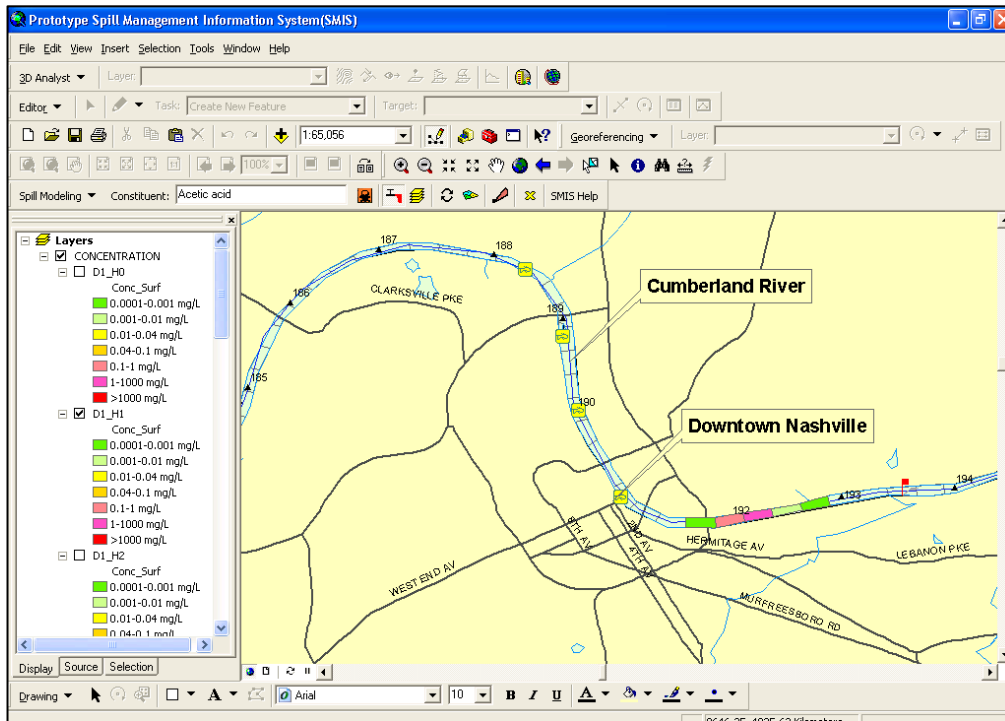 Prototype Spill Management Information System(SMIS)
File Edit View Insert Selection Tools Window Help
3D Analyst Layer:
Editor Task: Create New Feature Target:
1:65,056 Georeferencing Layer:
100%
Spill Modeling Constituent: Acetic acid SMIS Help
Layers
CONCENTRATION
D1_H0
Conc_Surf
0.0001-0.001 mg/L
0.001-0.01 mg/L
0.01-0.04 mg/L
0.04-0.1 mg/L
0.1-1 mg/L
1-1000 mg/L
>1000 mg/L
D1_H1
Conc_Surf
0.0001-0.001 mg/L
0.001-0.01 mg/L
0.01-0.04 mg/L
0.04-0.1 mg/L
0.1-1 mg/L
1-1000 mg/L
>1000 mg/L
D1_H2
Conc_Surf
0.0001-0.001 mg/L
0.001-0.01 mg/L
0.01-0.04 mg/L
0.04-0.1 mg/L
Display Source Selection
187
188
186
CLARKSVILLE PKE
189
185
190
Cumberland River
Downtown Nashville
194
193
192
HERMITAGE AV
LEBANON PKE
8TH AV
2ND AV
4TH AV
WEST END AV
MURFREESBORO RD
Drawing A Arial 10 B I U A